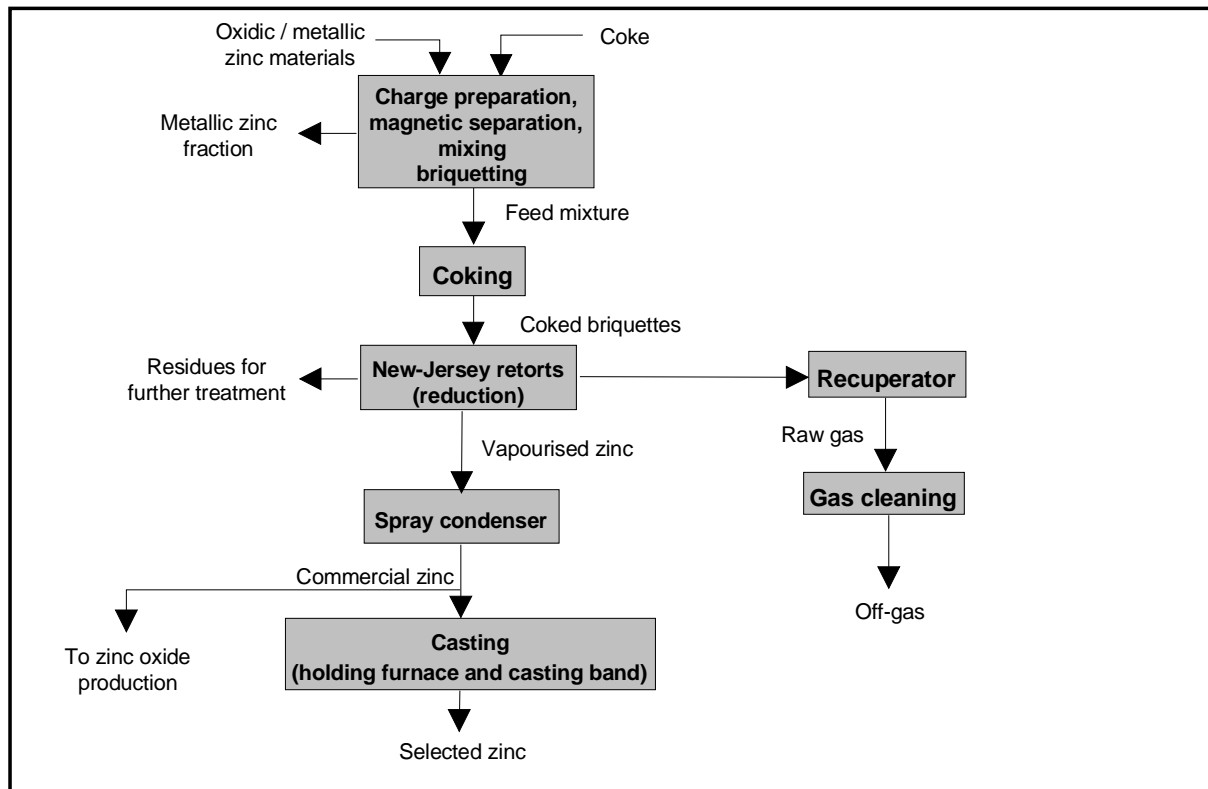 Oxidic / metallic
zinc materials
Coke
Charge preparation,
magnetic separation,
mixing
briquetting
Metallic zinc
fraction
Feed mixture
Coking
Coked briquettes
Residues for
further treatment
New-Jersey retorts
(reduction)
Recuperator
Vapourised zinc
Raw gas
Spray condenser
Gas cleaning
Commercial zinc
Off-gas
To zinc oxide
production
Casting
(holding furnace and casting band)
Selected zinc